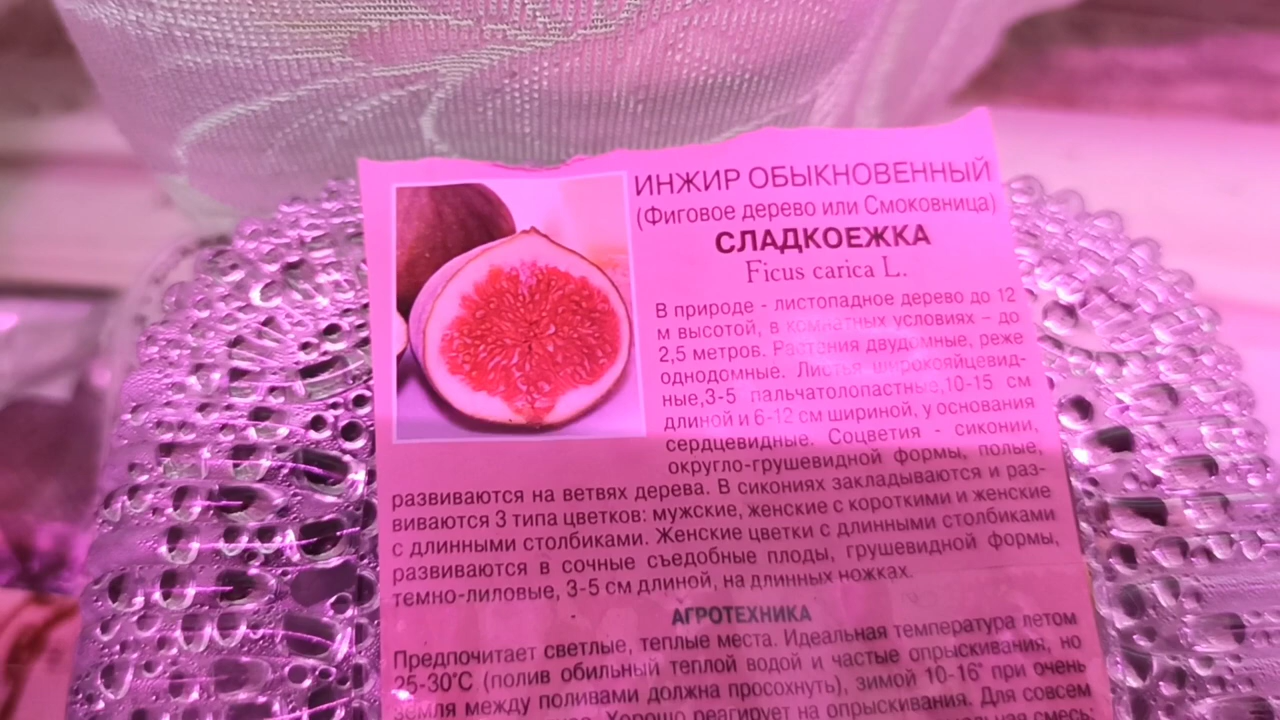 ИНЖИР ОБЫКНОВЕННЫЙ
(Фиговое дерево или Смоковница)
СЛАДКОЕЖКА
Ficus carica L.
В природе - листопадное дерево до 12
м высотой, в комнатных условиях – до
2,5 метров. Растения двудомные, реже
однодомные. Листья широкояйцевид-
ные,3-5 пальчатолопастные,10-15 см
длиной и 6-12 см шириной, у основания
сердцевидные. Соцветия - сиконии,
округло-грушевидной формы, полые,
развиваются на ветвях дерева. В сикониях закладываются и раз-
виваются 3 типа цветков: мужские, женские с короткими и женские
с длинными столбиками. Женские цветки с длинными столбиками
развиваются в сочные съедобные плоды, грушевидной формы,
темно-лиловые, 3-5 см длиной, на длинных ножках.
АГРОТЕХНИКА
Предпочитает светлые, теплые места. Идеальная температура летом
25-30°С (полив обильный теплой водой и частые опрыскивания, но
земля между поливами должна просохнуть), зимой 10-16° при очень
Хорошо реагирует на опрыскивания. Для совсем
смесь: